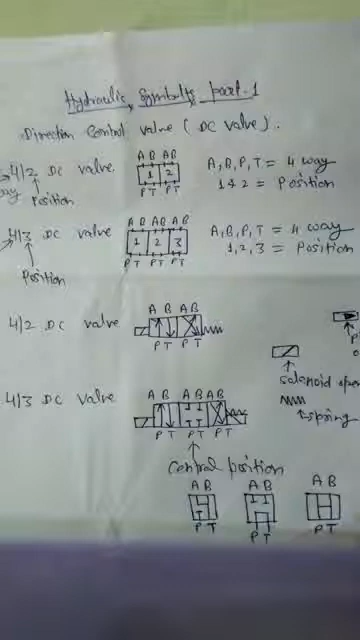 Hydraulic Symbols part-1
Direction Control valve (DC valve).
A B A B
4/2 DC valve 1 2 A, B, P, T = 4 way
way P T P T 1 & 2 = Position
Position
A B A B A B
4/3 DC valve 1 2 3 A, B, P, T = 4 way
P T P T P T 1, 2, 3 = Position
Position
A B A B
4/2 DC valve
P T P T
solenoid oper
A B A B A B
4/3 DC valve spring
P T P T P T
Central position
A B A B A B
P T P T P T